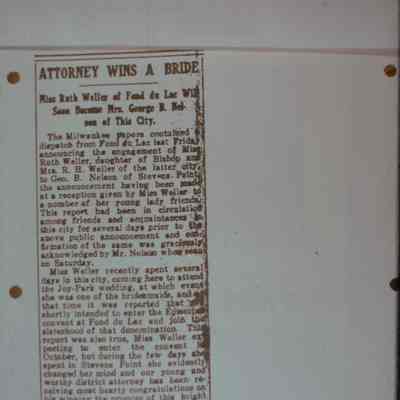 ATTORNEY WINS A BRIDE
Miss Ruth Weller of Fond du Lac Will
Soon Become Mrs. George B. Nel-
son of This City.
The Milwaukee papers contained a
dispatch from Fond du Lac last Friday
announcing the engagement of Miss
Ruth Weller, daughter of Bishop and
Mrs. R. H. Weller of the latter city,
to Geo. B. Nelson of Stevens Point,
the announcement having been made
at a reception given by Miss Weller to
a number of her young lady friends.
This report had been in circulation
among friends and acquaintances in
this city for several days prior to the
above public announcement and con-
firmation of the same was graciously
acknowledged by Mr. Nelson when seen
on Saturday.
Miss Weller recently spent several
days in this city, coming here to attend
the Joy-Park wedding, at which event
she was one of the bridesmaids, and at
that time it was reported that she
shortly intended to enter the Episcopal
convent at Fond du Lac and join the
sisterhood of that denomination. This
report was also true, Miss Weller ex-
pecting to enter the convent in
October, but during the few days she
spent in Stevens Point she evidently
changed her mind and our young and
worthy district attorney has been re-
ceiving most hearty congratulations on
his winning the promise of this bright